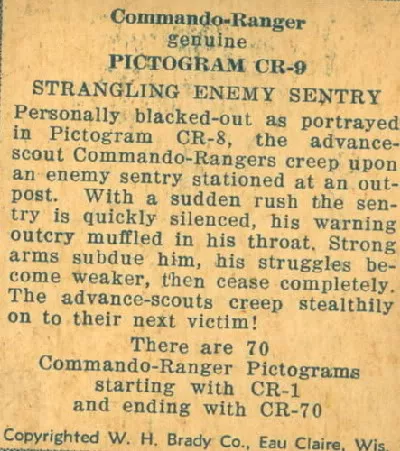 Commando-Ranger
genuine
PICTOGRAM CR-9
STRANGLING ENEMY SENTRY
Personally blacked-out as portrayed
in Pictogram CR-8, the advance-
scout Commando-Rangers creep upon
an enemy sentry stationed at an out-
post. With a sudden rush the sen-
try is quickly silenced, his warning
outcry muffled in his throat. Strong
arms subdue him, his struggles be-
come weaker, then cease completely.
The advance-scouts creep stealthily
on to their next victim!
There are 70
Commando-Ranger Pictograms
starting with CR-1
and ending with CR-70
Copyrighted W. H. Brady Co., Eau Claire, Wis.